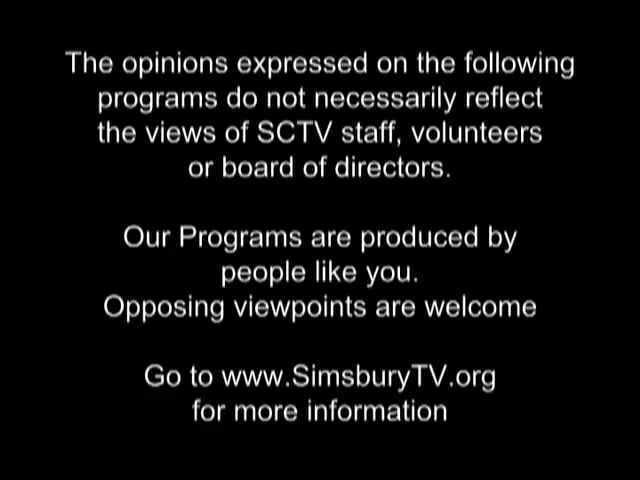 The opinions expressed on the following
programs do not necessarily reflect
the views of SCTV staff, volunteers
or board of directors.
Our Programs are produced by
people like you.
Opposing viewpoints are welcome
Go to www.SimsburyTV.org
for more information